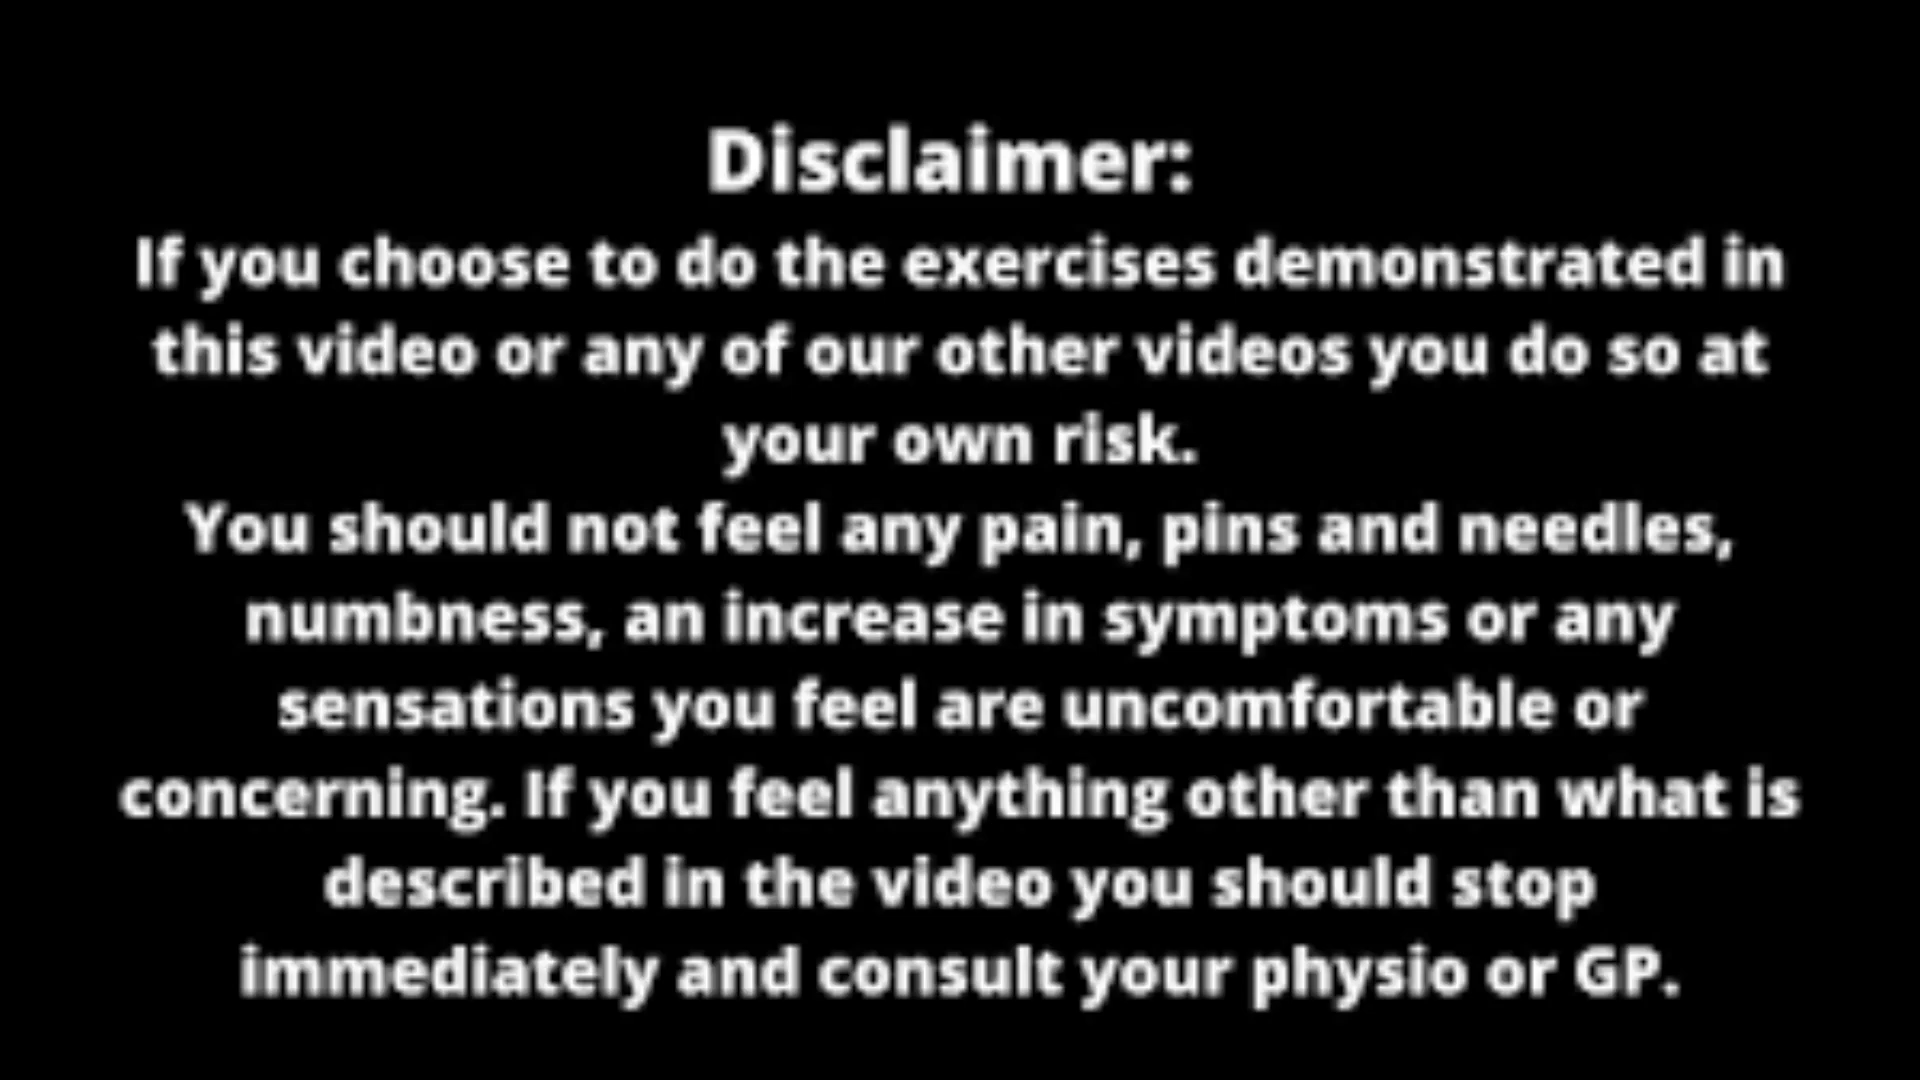 Disclaimer:
If you choose to do the exercises demonstrated in
this video or any of our other videos you do so at
your own risk.
You should not feel any pain, pins and needles,
numbness, an increase in symptoms or any
sensations you feel are uncomfortable or
concerning. If you feel anything other than what is
described in the video you should stop
immediately and consult your physio or GP.